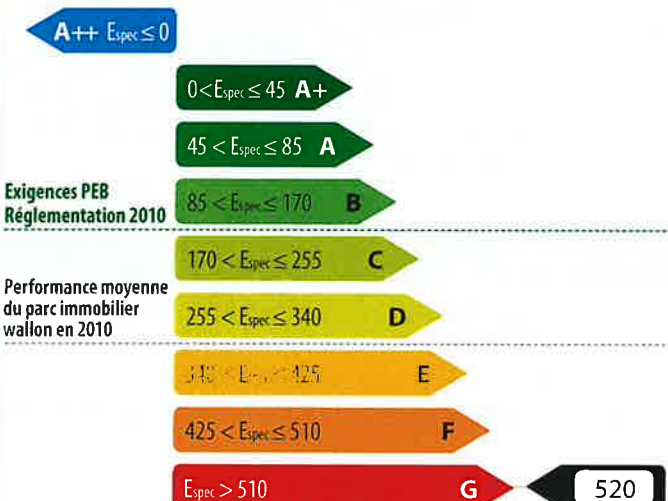 A++ Espec ≤ 0
0<Espec ≤ 45 A+
45 < Espec ≤ 85 A
Exigences PEB
Réglementation 2010
85 < Espec ≤ 170 B
170 < Espec ≤ 255 C
Performance moyenne
du parc immobilier
wallon en 2010
255 < Espec ≤ 340 D
425 E
425 < Espec ≤ 510 F
Espec > 510 G
520